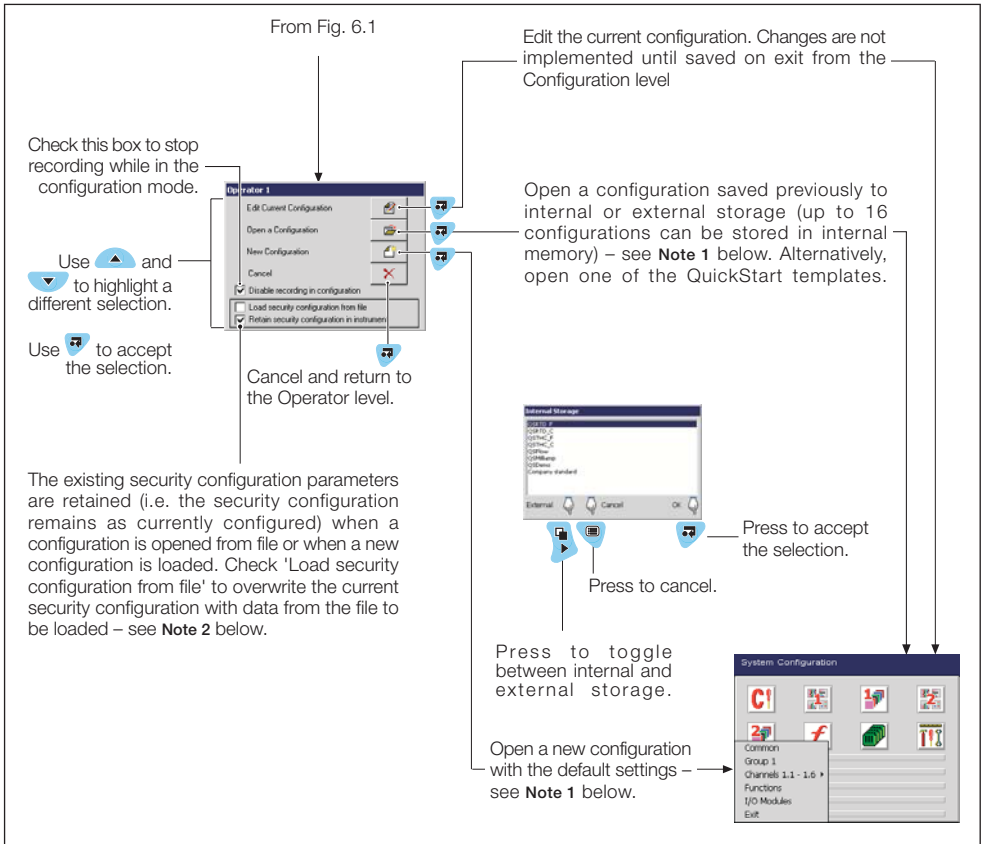 From Fig. 6.1
Edit the current configuration. Changes are not
implemented until saved on exit from the
Configuration level
Check this box to stop
recording while in the
configuration mode.
Operator 1
Edit Current Configuration
Open a Configuration
New Configuration
Cancel
Disable recording in configuration
Load security configuration from file
Retain security configuration in instrumen
Open a configuration saved previously to
internal or external storage (up to 16
configurations can be stored in internal
memory) – see Note 1 below. Alternatively,
open one of the QuickStart templates.
Use and
to highlight a
different selection.
Use to accept
the selection.
Cancel and return to
the Operator level.
The existing security configuration parameters
are retained (i.e. the security configuration
remains as currently configured) when a
configuration is opened from file or when a new
configuration is loaded. Check 'Load security
configuration from file' to overwrite the current
security configuration with data from the file to
be loaded – see Note 2 below.
Internal Storage
QSRTD_F
QSRTD_C
QSTHC_F
QSTHC_C
QSFlow
QSMilliamp
QSDemo
Company standard
External
Cancel
OK
Press to accept
the selection.
Press to cancel.
Press to toggle
between internal and
external storage.
Open a new configuration
with the default settings –
see Note 1 below.
System Configuration
C 1 1 2
2 f
Common
Group 1
Channels 1.1 - 1.6
Functions
I/O Modules
Exit